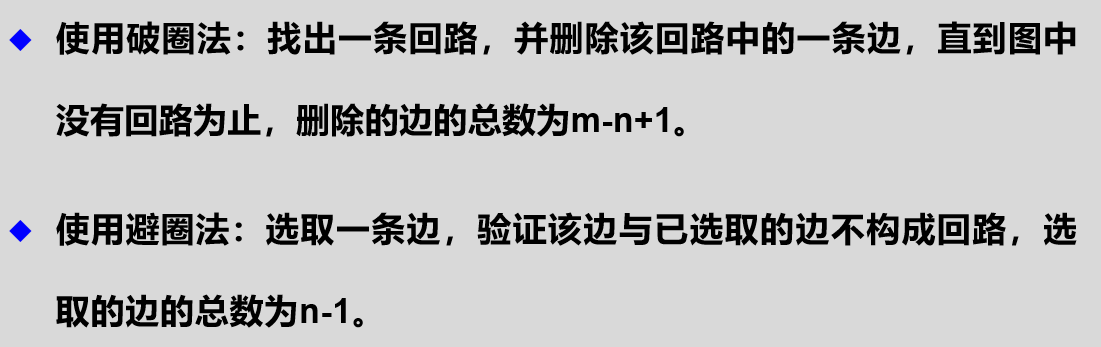 使用破圈法：找出一条回路，并删除该回路中的一条边，直到图中
没有回路为止，删除的边的总数为m-n+1。
使用避圈法：选取一条边，验证该边与已选取的边不构成回路，选
取的边的总数为n-1。